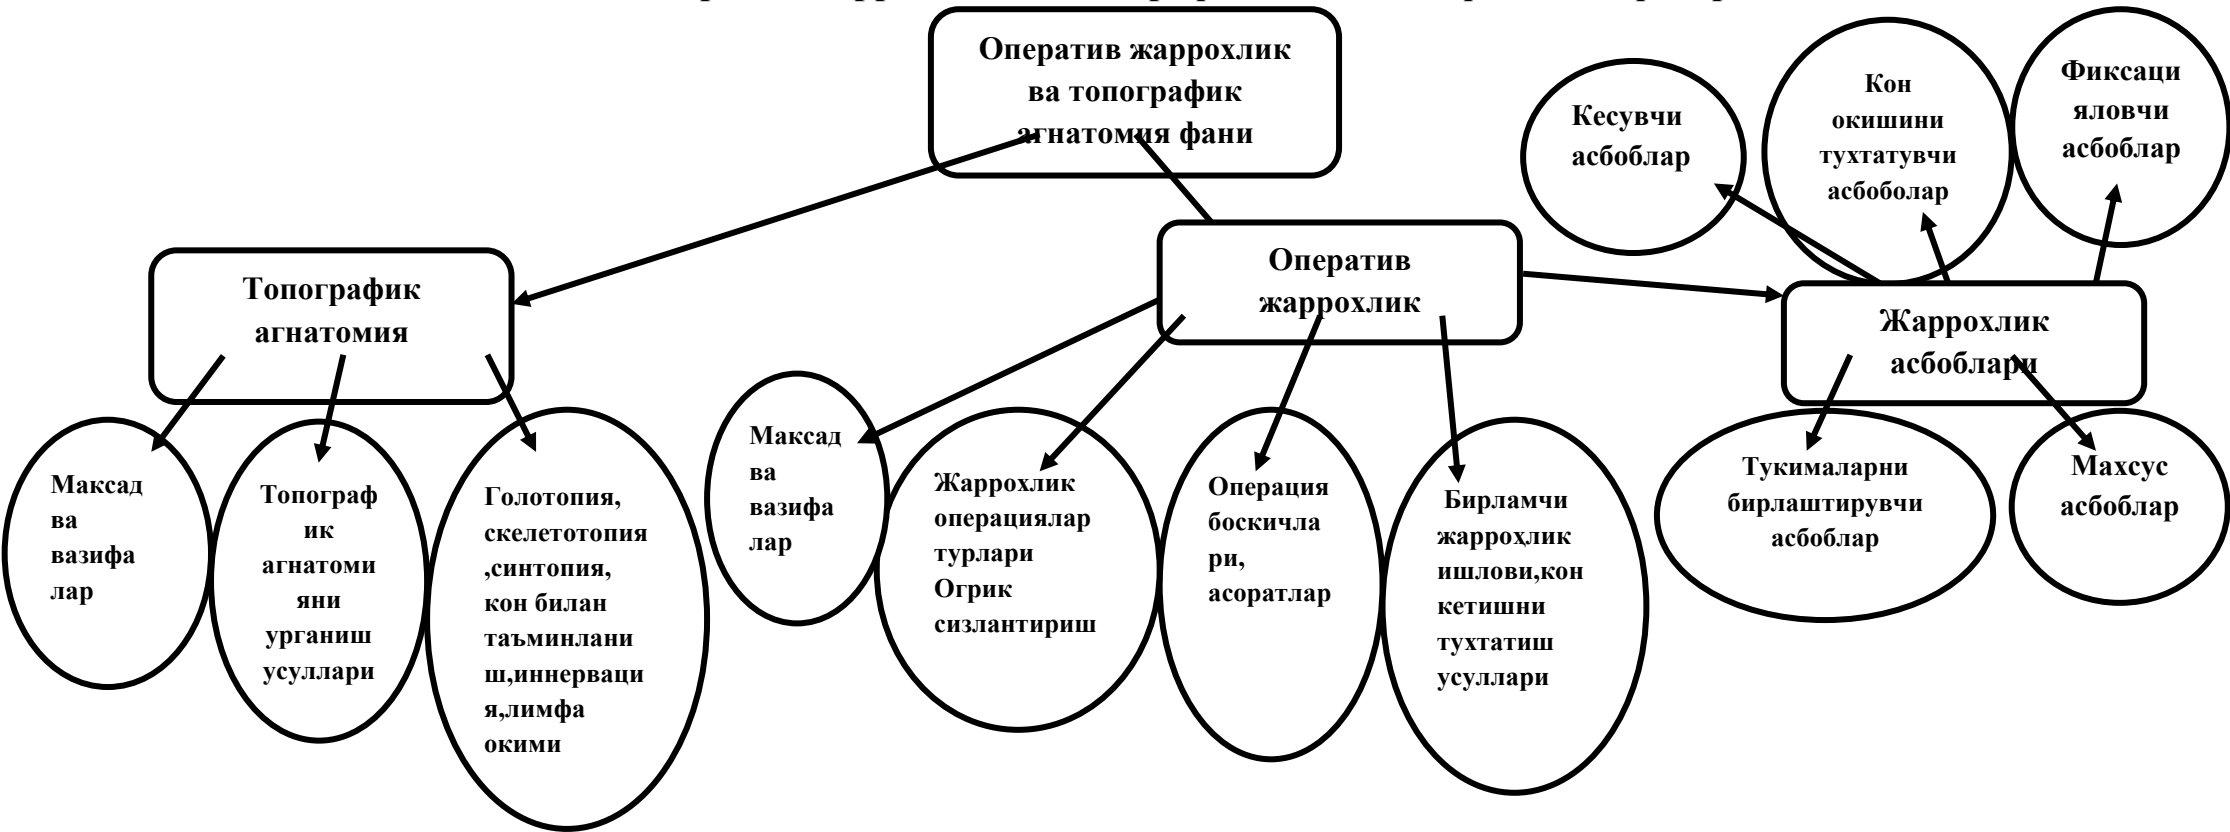 Оператив жаррохлик
ва топографик
агнатомия фани
Кесувчи
асбоблар
Кон
окишини
тухтатувчи
асбоболар
Фиксаци
яловчи
асбоблар
Топографик
агнатомия
Оператив
жаррохлик
Жаррохлик
асбоблари
Максад
ва
вазифа
лар
Топограф
ик
агнатоми
яни
урганиш
усуллари
Голотопия,
скелетотопия
,синтопия,
кон билан
таъминлани
ш,иннерваци
я,лимфа
окими
Максад
ва
вазифа
лар
Жаррохлик
операциялар
турлари
Огрик
сизлантириш
Операция
боскичла
ри,
асоратлар
Бирламчи
жарроҳлик
ишлови,кон
кетишни
тухтатиш
усуллари
Тукималарни
бирлаштирувчи
асбоблар
Махсус
асбоблар